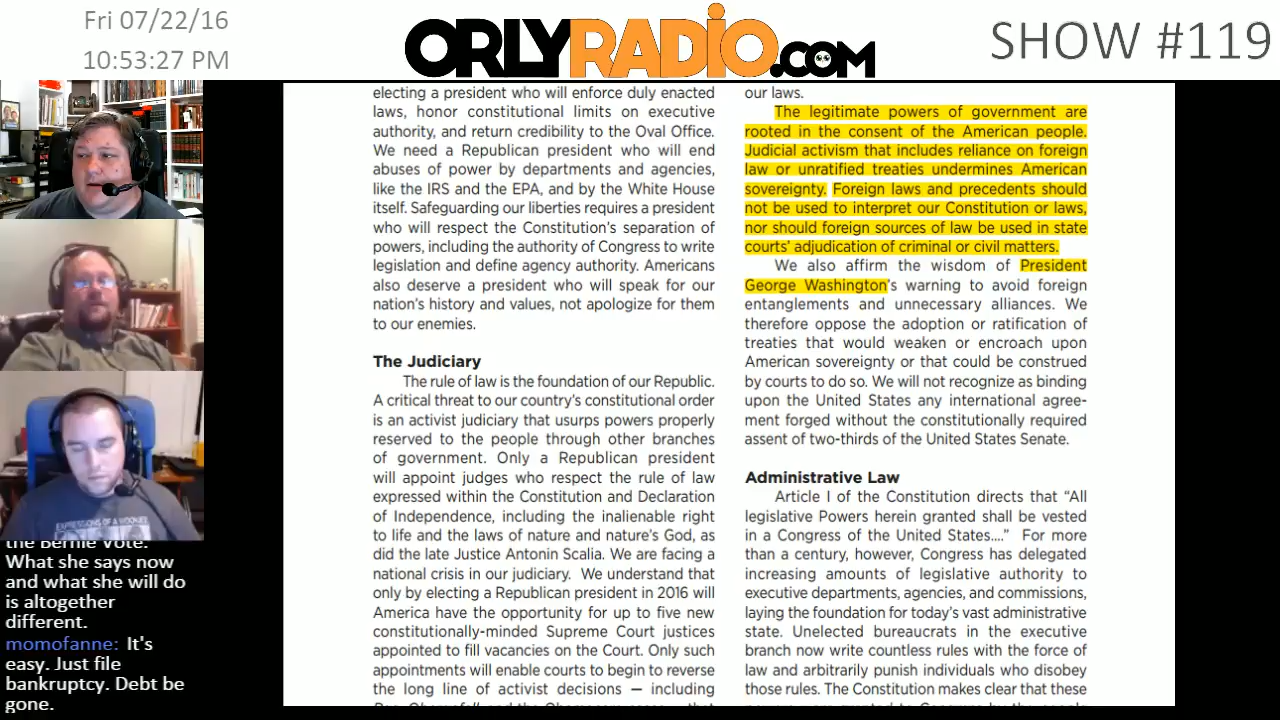 Fri 07/22/16
10:53:27 PM
ORLYRADIO.COM
SHOW #119
electing a president who will enforce duly enacted
laws, honor constitutional limits on executive
authority, and return credibility to the Oval Office.
We need a Republican president who will end
abuses of power by departments and agencies,
like the IRS and the EPA, and by the White House
itself. Safeguarding our liberties requires a president
who will respect the Constitution's separation of
powers, including the authority of Congress to write
legislation and define agency authority. Americans
also deserve a president who will speak for our
nation's history and values, not apologize for them
to our enemies.
The Judiciary
The rule of law is the foundation of our Republic.
A critical threat to our country's constitutional order
is an activist judiciary that usurps powers properly
reserved to the people through other branches
of government. Only a Republican president
will appoint judges who respect the rule of law
expressed within the Constitution and Declaration
of Independence, including the inalienable right
to life and the laws of nature and nature's God, as
did the late Justice Antonin Scalia. We are facing a
national crisis in our judiciary. We understand that
only by electing a Republican president in 2016 will
America have the opportunity for up to five new
constitutionally-minded Supreme Court justices
appointed to fill vacancies on the Court. Only such
appointments will enable courts to begin to reverse
the long line of activist decisions — including
our laws.
The legitimate powers of government are
rooted in the consent of the American people.
Judicial activism that includes reliance on foreign
law or unratified treaties undermines American
sovereignty. Foreign laws and precedents should
not be used to interpret our Constitution or laws,
nor should foreign sources of law be used in state
courts' adjudication of criminal or civil matters.
We also affirm the wisdom of President
George Washington's warning to avoid foreign
entanglements and unnecessary alliances. We
therefore oppose the adoption or ratification of
treaties that would weaken or encroach upon
American sovereignty or that could be construed
by courts to do so. We will not recognize as binding
upon the United States any international agree-
ment forged without the constitutionally required
assent of two-thirds of the United States Senate.
Administrative Law
Article I of the Constitution directs that “All
legislative Powers herein granted shall be vested
in a Congress of the United States....” For more
than a century, however, Congress has delegated
increasing amounts of legislative authority to
executive departments, agencies, and commissions,
laying the foundation for today's vast administrative
state. Unelected bureaucrats in the executive
branch now write countless rules with the force of
law and arbitrarily punish individuals who disobey
those rules. The Constitution makes clear that these
EXPRESSIONS OF A WOOKIEE
the Bernie vote.
What she says now
and what she will do
is altogether
different.
momofanne: It's
easy. Just file
bankruptcy. Debt be
gone.